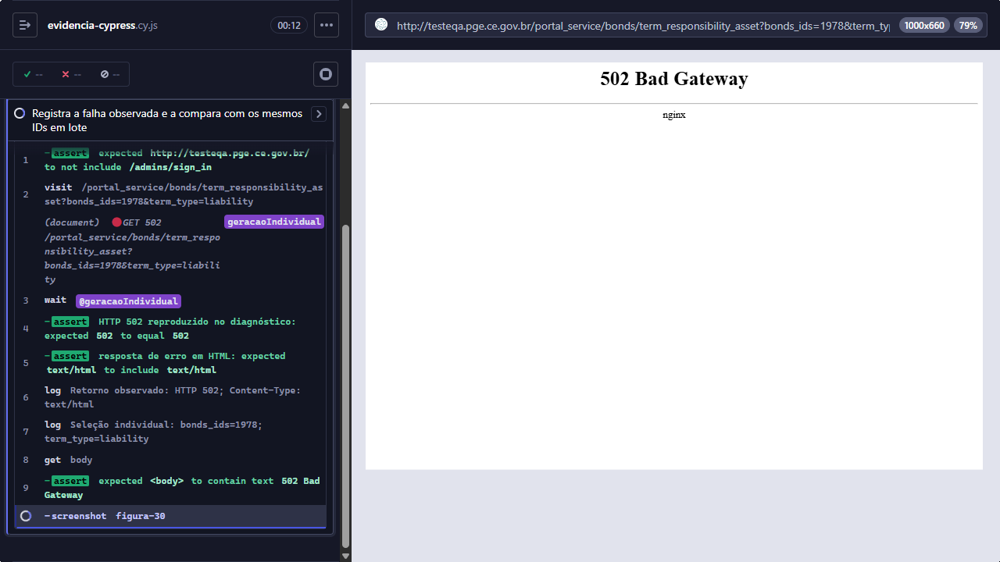 evidencia-cypress.cy.js
00:12
http://testeqa.pge.ce.gov.br/portal_service/bonds/term_responsibility_asset?bonds_ids=1978&term_ty
1000x660
79%
--
--
--
Registra a falha observada e a compara com os mesmos
IDs em lote
1
-assert expected http://testeqa.pge.ce.gov.br/
to not include /admins/sign_in
2
visit /portal_service/bonds/term_responsibility_as
set?bonds_ids=1978&term_type=liability
(document) GET 502 geracaoIndividual
/portal_service/bonds/term_respo
nsibility_asset?
bonds_ids=1978&term_type=liabili
ty
3 wait @geracaoIndividual
4
-assert HTTP 502 reproduzido no diagnóstico:
expected 502 to equal 502
5
-assert resposta de erro em HTML: expected
text/html to include text/html
6
log Retorno observado: HTTP 502; Content-Type:
text/html
7
log Seleção individual: bonds_ids=1978;
term_type=liability
8 get body
9
-assert expected <body> to contain text 502 Bad
Gateway
-screenshot figura-30
502 Bad Gateway
nginx